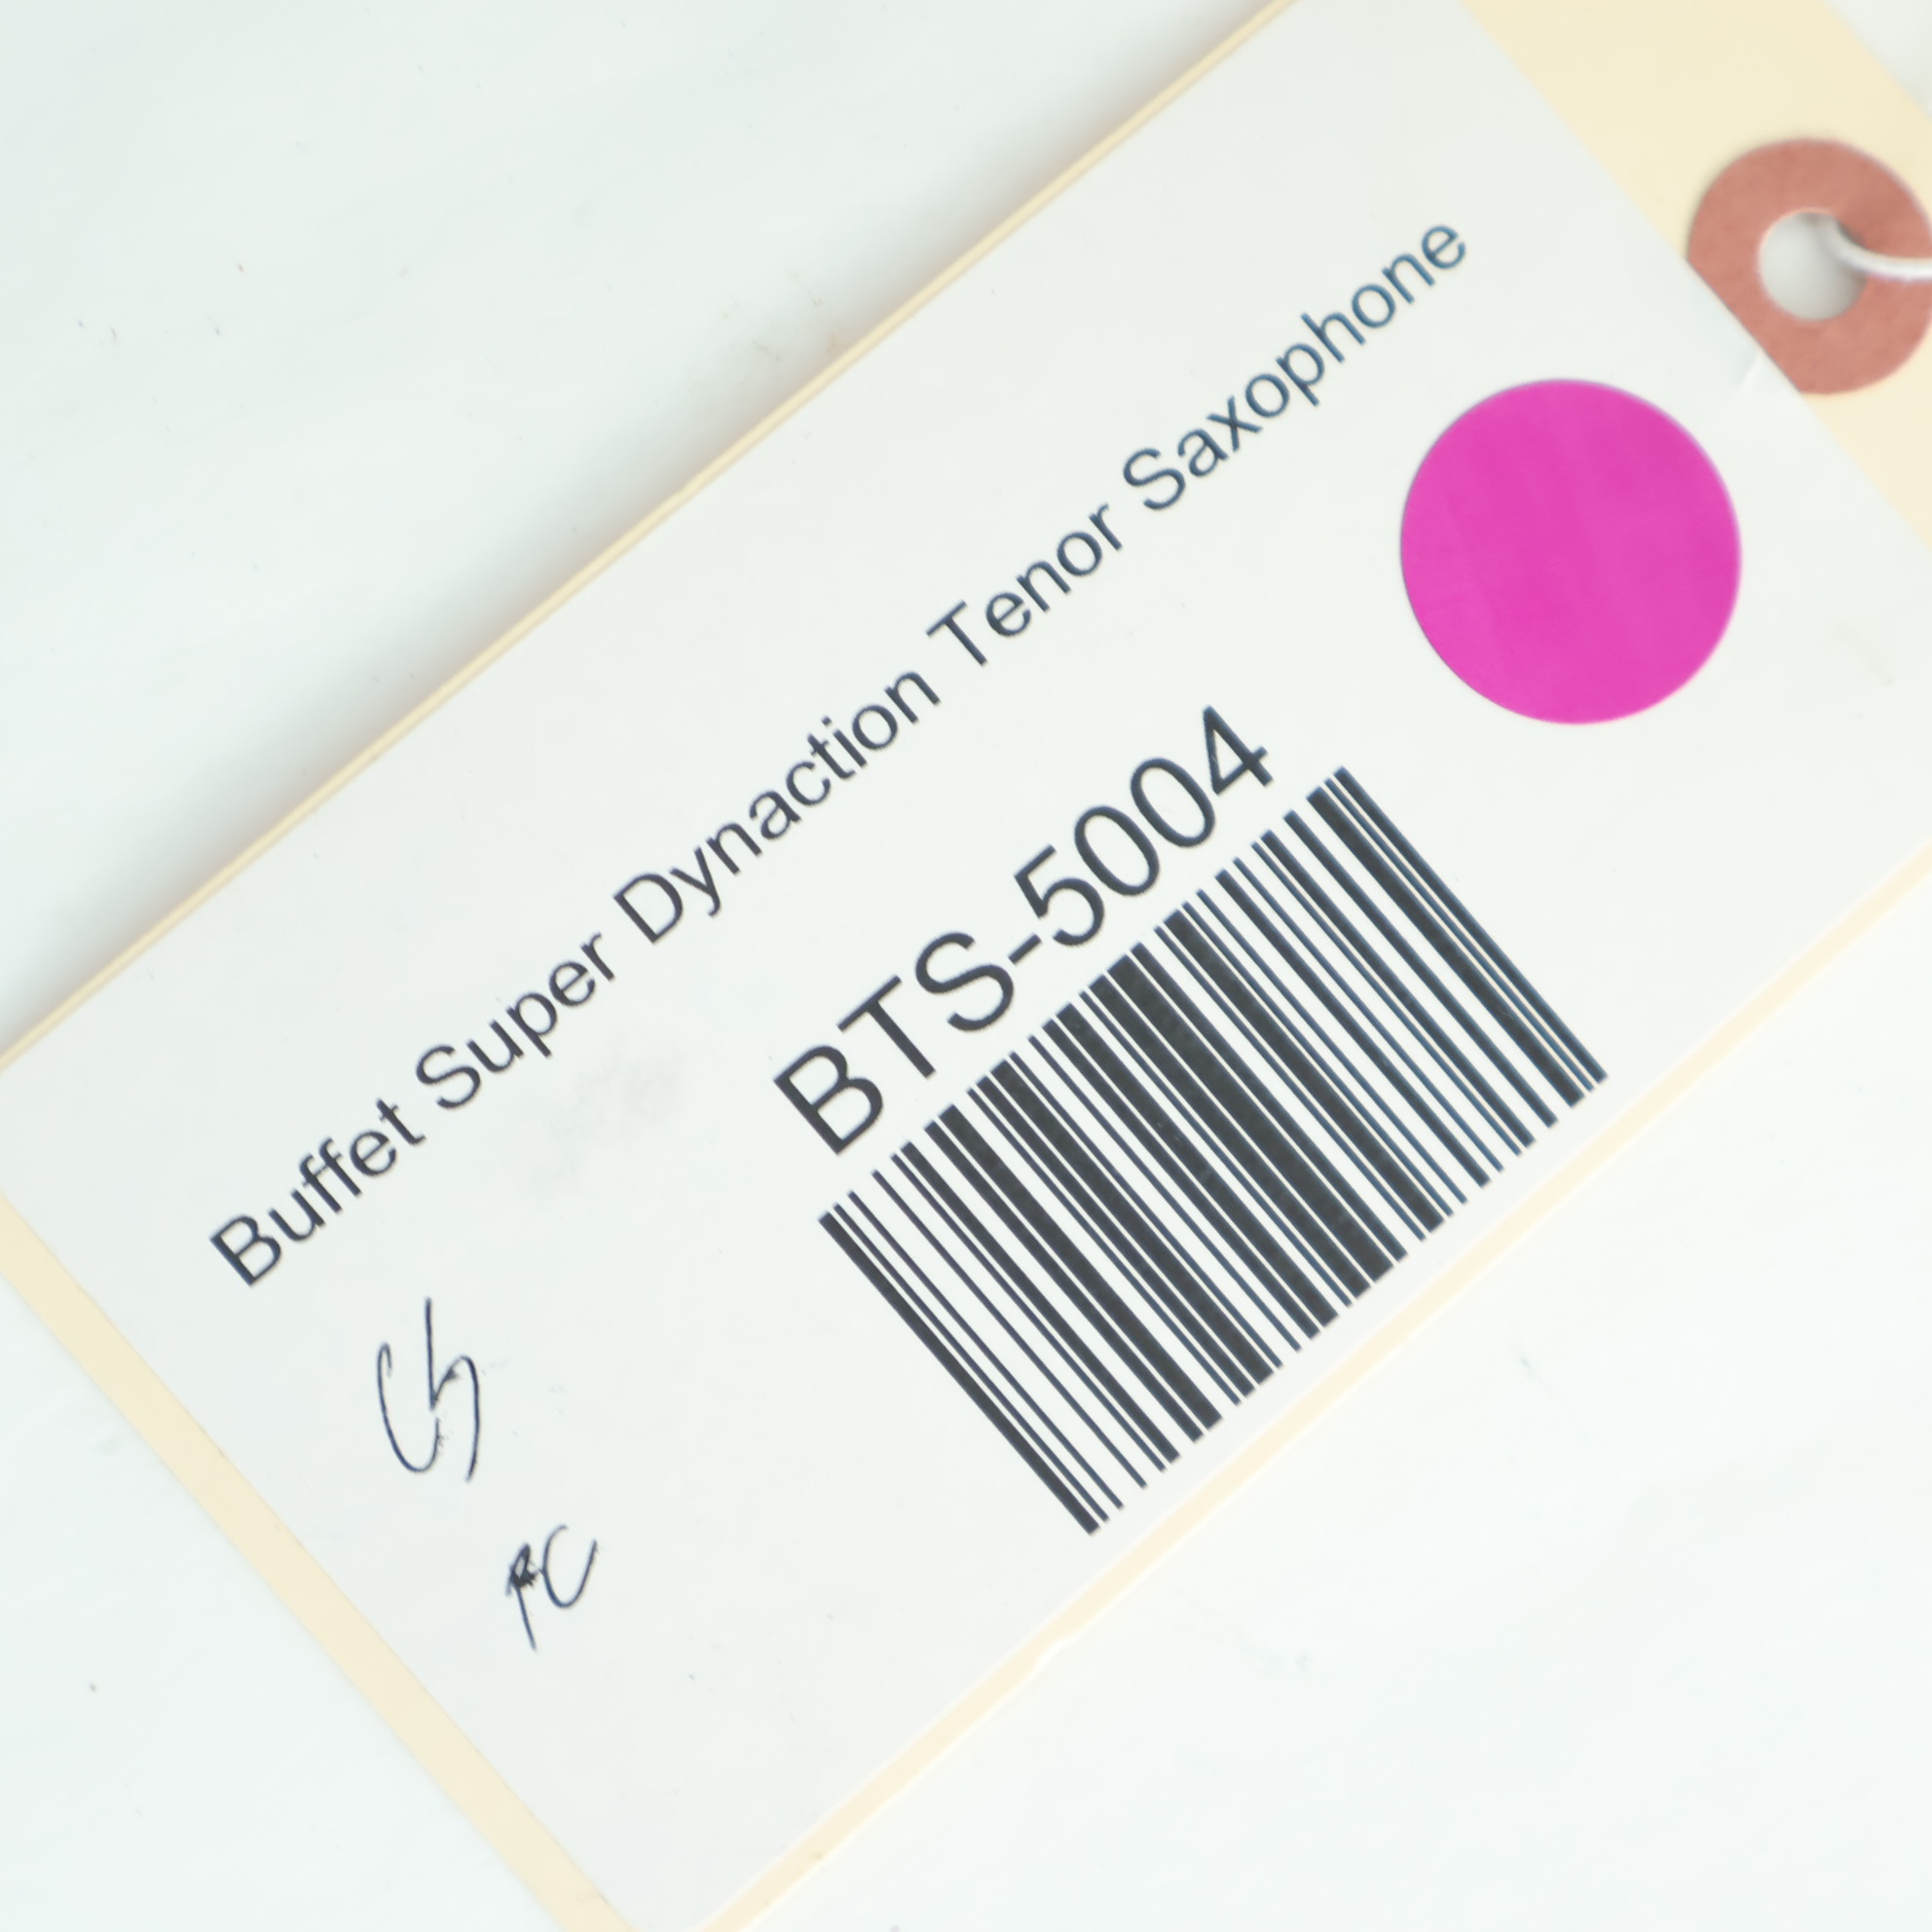 Buffet Super Dynaction Tenor Saxophone
BTS-5004